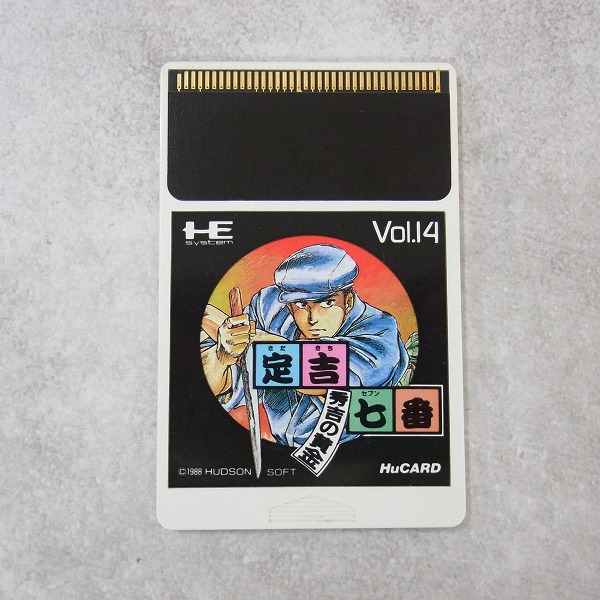 HE
system
Vol.14
さだ きち
定吉
セブン
七番
秀吉の黄金
©1988 HUDSON SOFT
HuCARD